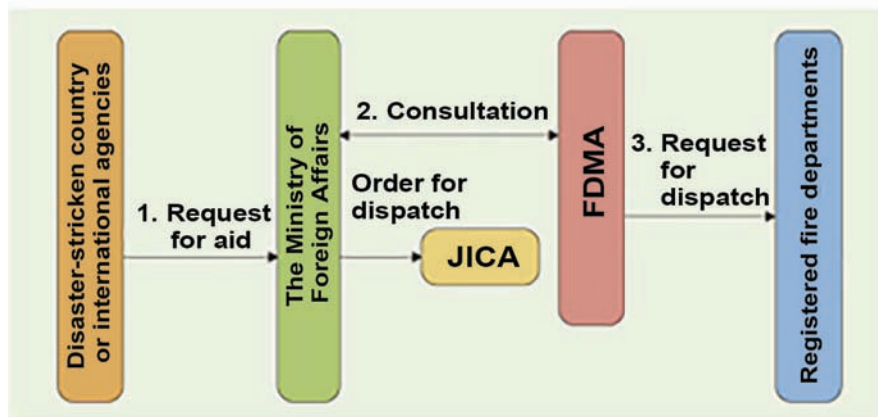 Disaster-stricken country
or international agencies
1. Request
for aid
The Ministry of
Foreign Affairs
2. Consultation
Order for
dispatch
JICA
FDMA
3. Request
for
dispatch
Registered fire departments